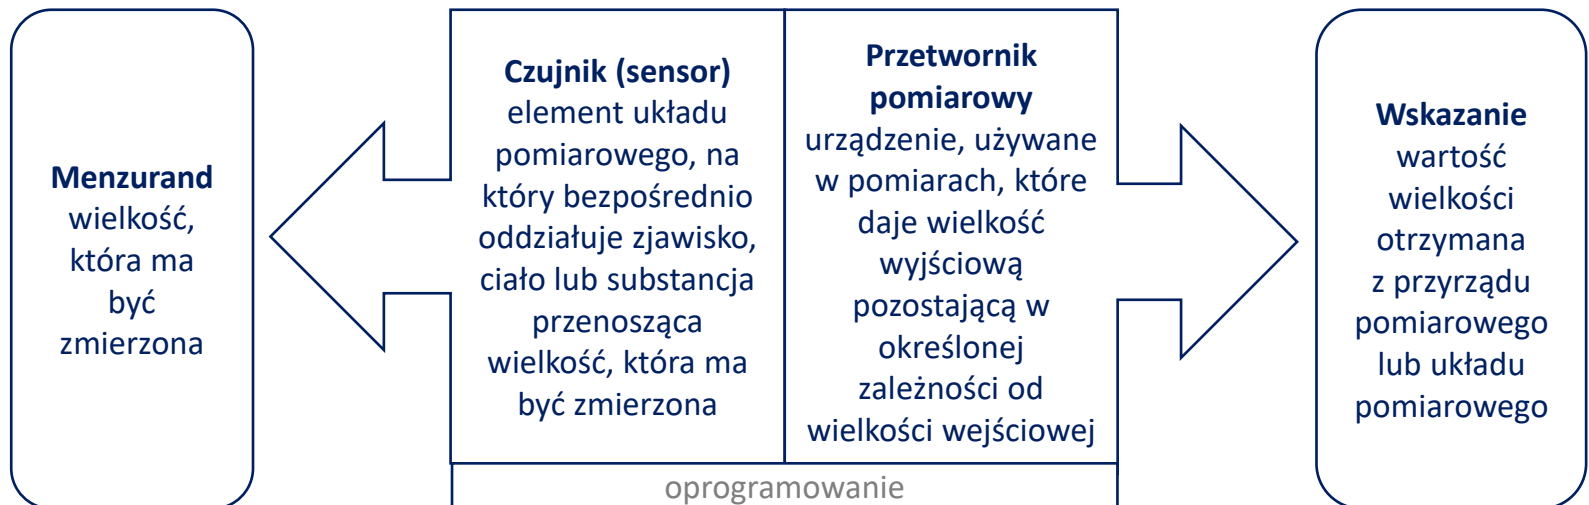 Menzurand
wielkość,
która ma
być
zmierzona
Czujnik (sensor)
element układu
pomiarowego, na
który bezpośrednio
oddziałuje zjawisko,
ciało lub substancja
przenosząca
wielkość, która ma
być zmierzona
Przetwornik
pomiarowy
urządzenie, używane
w pomiarach, które
daje wielkość
wyjściową
pozostającą w
określonej
zależności od
wielkości wejściowej
Wskazanie
wartość
wielkości
otrzymana
z przyrządu
pomiarowego
lub układu
pomiarowego
oprogramowanie